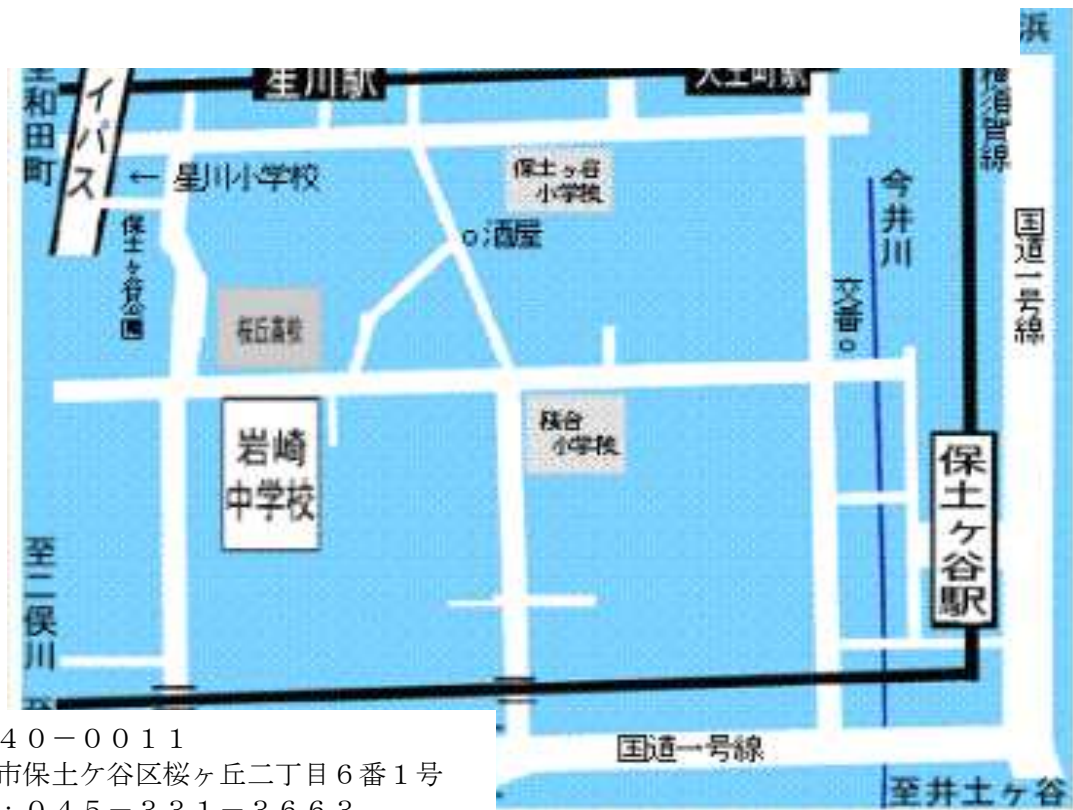 浜
星川駅
天王町駅
和田町
イパス
横須賀線
← 星川小学校
保土ヶ谷
小学校
今井川
国道一号線
保土ヶ谷公園
酒屋
交番
桜丘高校
桜台
小学校
岩崎
中学校
保土ケ谷駅
至二俣川
国道一号線
至井土ヶ谷
４０－００１１
市保土ケ谷区桜ヶ丘二丁目６番１号
：０４５－３３１－３６６３